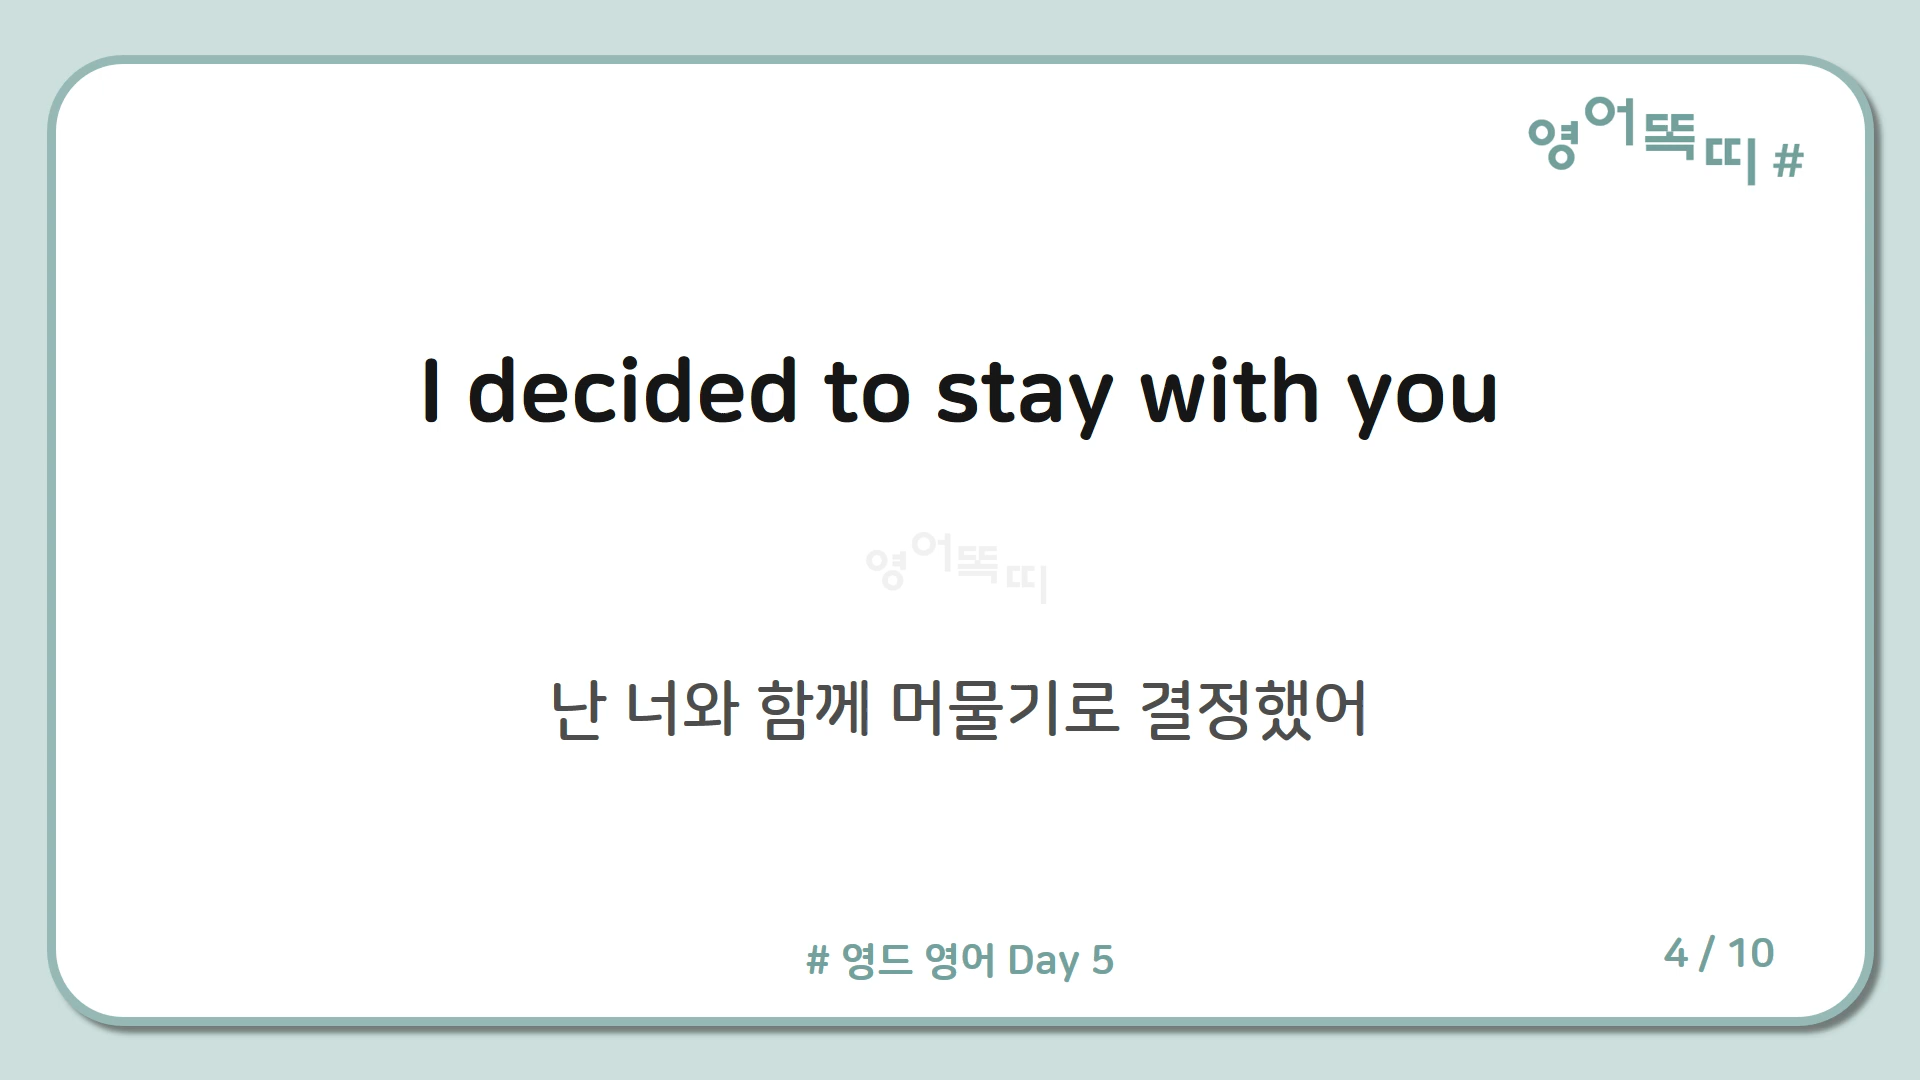 영어똑띠 #
I decided to stay with you
영어똑띠
난 너와 함께 머물기로 결정했어
# 영드 영어 Day 5
4 / 10